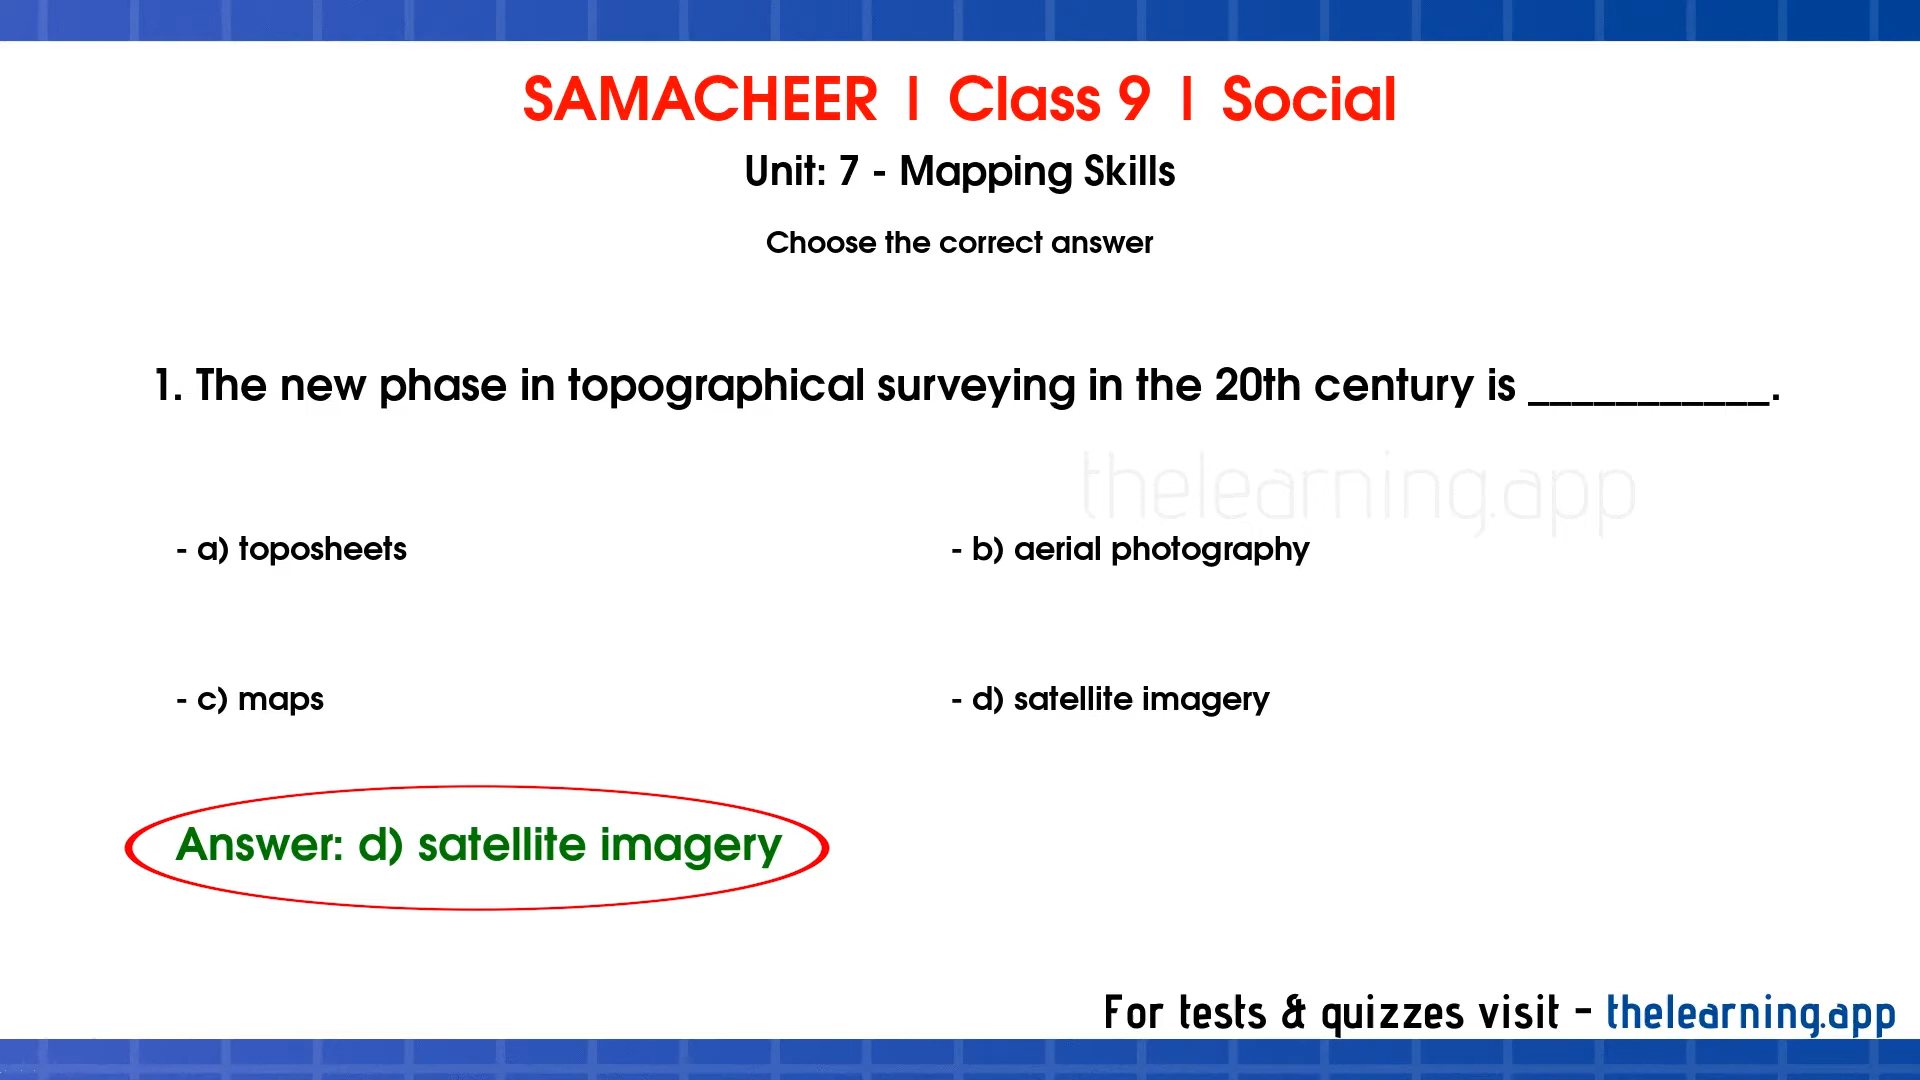 SAMACHEER | Class 9 | Social
Unit: 7 - Mapping Skills
Choose the correct answer
1. The new phase in topographical surveying in the 20th century is ___________.
thelearning.app
- a) toposheets
- b) aerial photography
- c) maps
- d) satellite imagery
Answer: d) satellite imagery
For tests & quizzes visit - thelearning.app